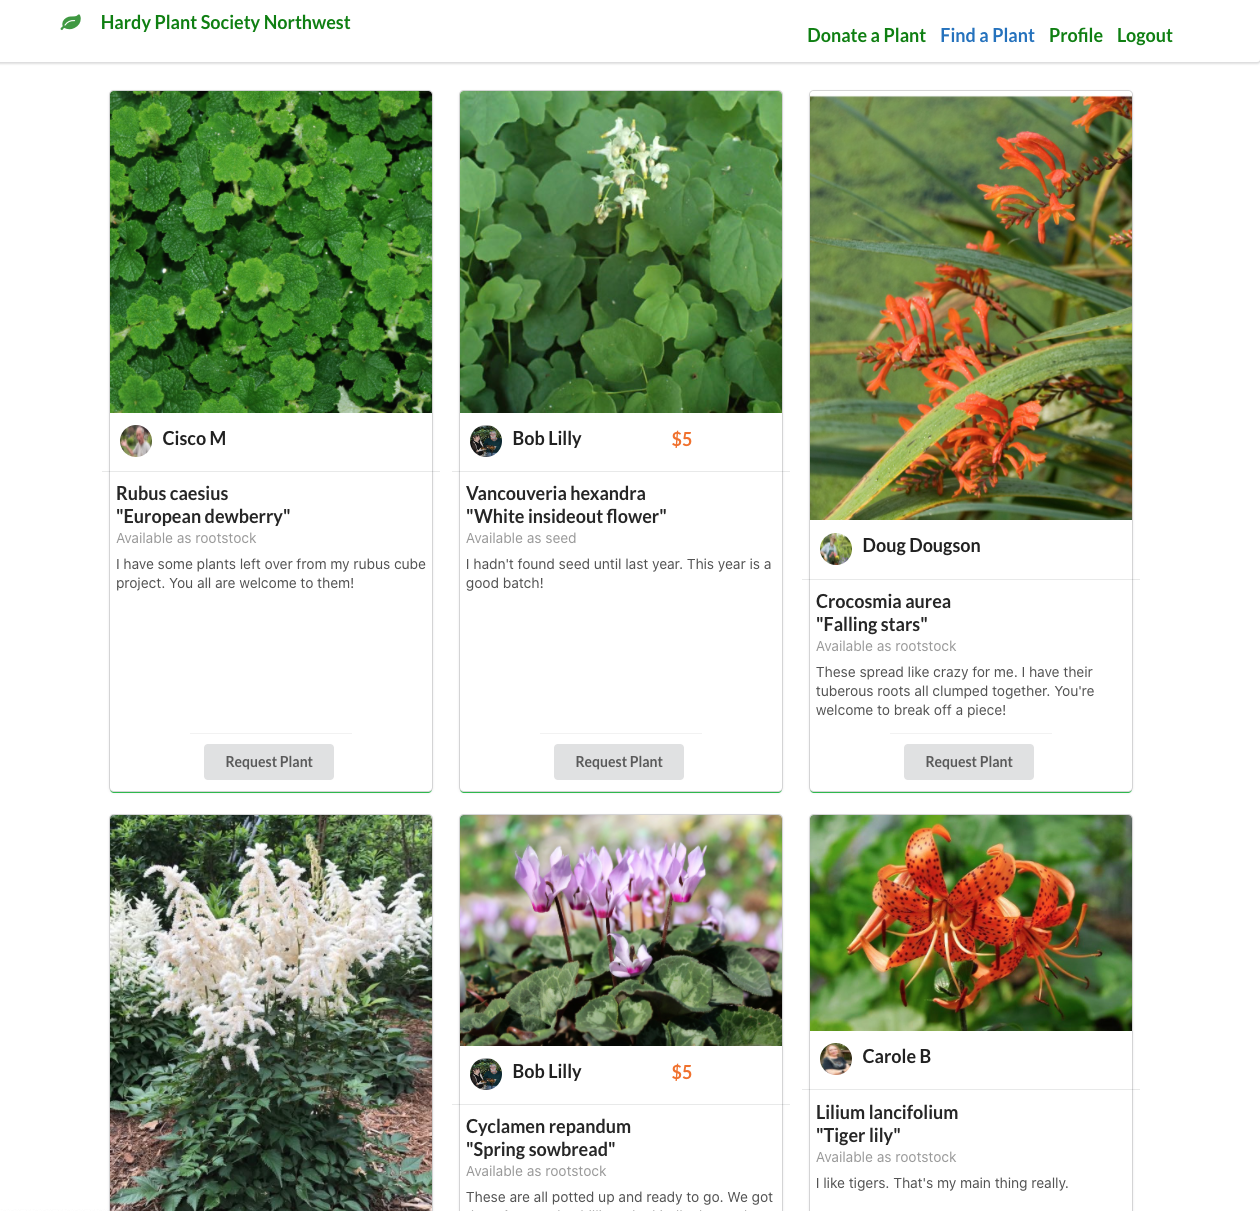 Hardy Plant Society Northwest
Donate a Plant Find a Plant Profile Logout
Cisco M
Rubus caesius
"European dewberry"
Available as rootstock
I have some plants left over from my rubus cube
project. You all are welcome to them!
Request Plant
Bob Lilly $5
Vancouveria hexandra
"White insideout flower"
Available as seed
I hadn't found seed until last year. This year is a
good batch!
Request Plant
Doug Dougson
Crocosmia aurea
"Falling stars"
Available as rootstock
These spread like crazy for me. I have their
tuberous roots all clumped together. You're
welcome to break off a piece!
Request Plant
Bob Lilly $5
Cyclamen repandum
"Spring sowbread"
Available as rootstock
These are all potted up and ready to go. We got
Carole B
Lilium lancifolium
"Tiger lily"
Available as rootstock
I like tigers. That's my main thing really.